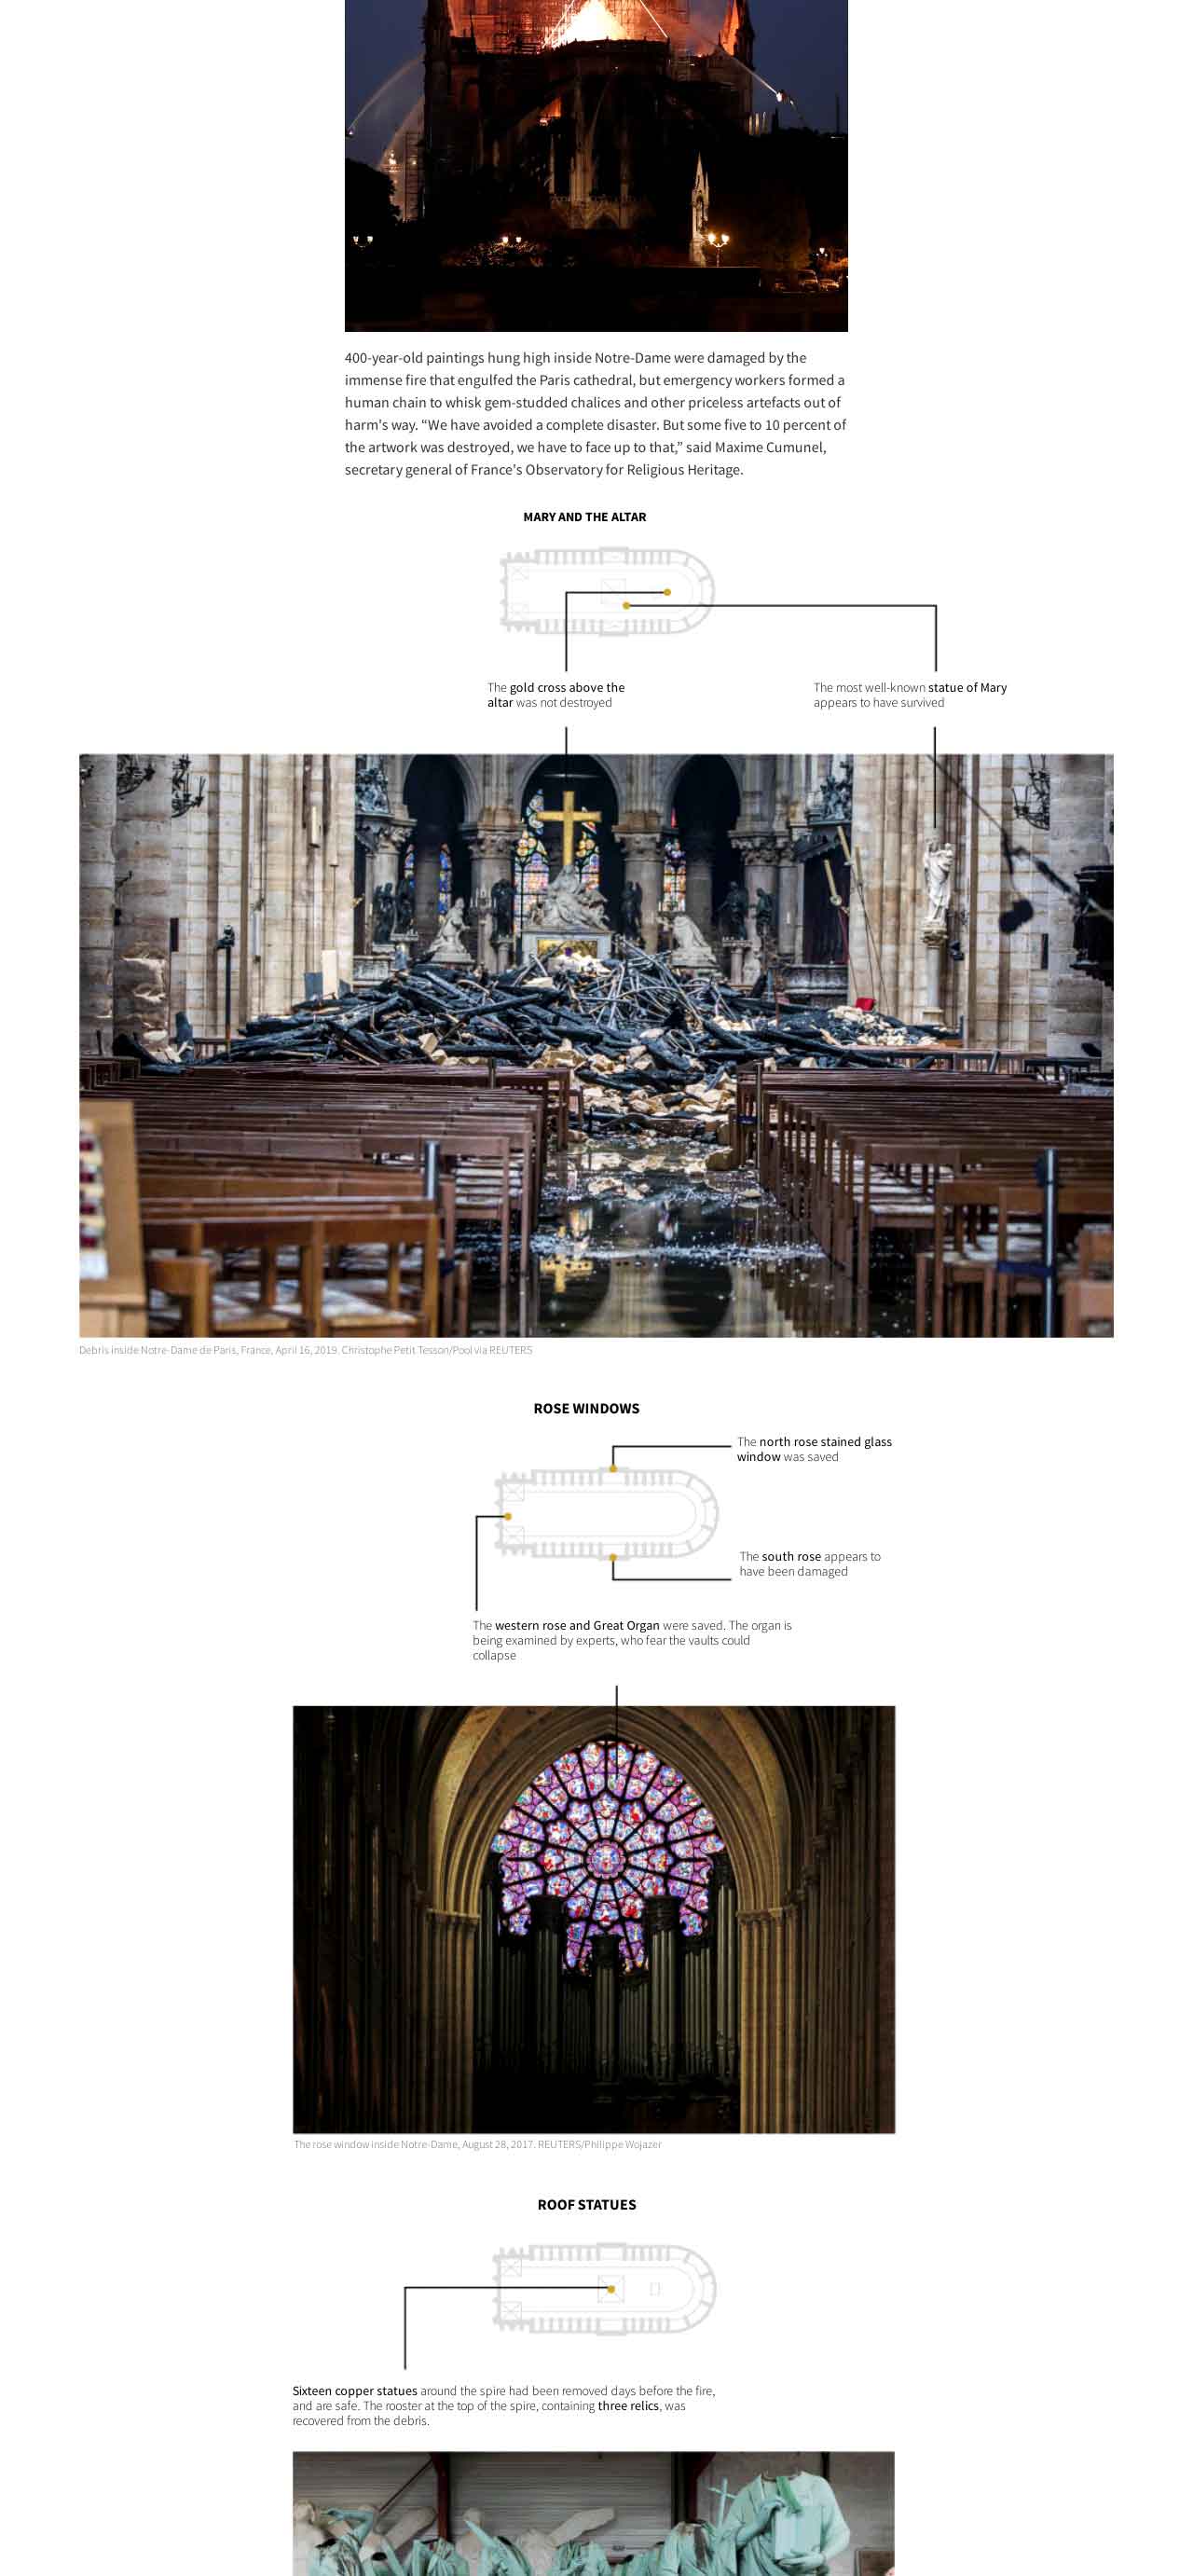 400-year-old paintings hung high inside Notre-Dame were damaged by the
immense fire that engulfed the Paris cathedral, but emergency workers formed a
human chain to whisk gem-studded chalices and other priceless artefacts out of
harm's way. “We have avoided a complete disaster. But some five to 10 percent of
the artwork was destroyed, we have to face up to that,” said Maxime Cumunel,
secretary general of France's Observatory for Religious Heritage.
MARY AND THE ALTAR
The gold cross above the
altar was not destroyed
The most well-known statue of Mary
appears to have survived
Debris inside Notre-Dame de Paris, France, April 16, 2019. Christophe Petit Tesson/Pool via REUTERS
ROSE WINDOWS
The north rose stained glass
window was saved
The south rose appears to
have been damaged
The western rose and Great Organ were saved. The organ is
being examined by experts, who fear the vaults could
collapse
The rose window inside Notre-Dame, August 28, 2017. REUTERS/Philippe Wojazer
ROOF STATUES
Sixteen copper statues around the spire had been removed days before the fire,
and are safe. The rooster at the top of the spire, containing three relics, was
recovered from the debris.